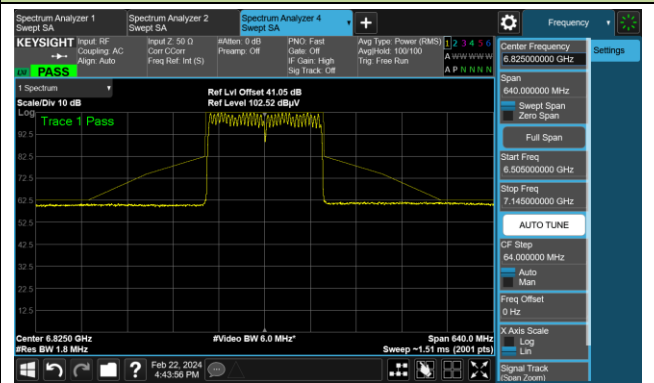 Spectrum Analyzer 1
Swept SA
Spectrum Analyzer 2
Swept SA
Spectrum Analyzer 4
Swept SA
Frequency
KEYSIGHT
Input: RF
Coupling: AC
Align: Auto
Input Z: 50 Ω
Corr CCorr
Freq Ref: Int (S)
#Atten: 0 dB
Preamp: Off
PNO: Fast
Gate: Off
IF Gain: High
Sig Track: Off
Avg Type: Power (RMS)
Avg|Hold: 100/100
Trig: Free Run
1 2 3 4 5 6
A W W W W W
A P N N N N
PASS
1 Spectrum
Scale/Div 10 dB
Ref Lvl Offset 41.05 dB
Ref Level 102.52 dBµV
Log
Trace 1 Pass
92.5
82.5
72.5
62.5
52.5
42.5
32.5
22.5
12.5
Center 6.8250 GHz
#Res BW 1.8 MHz
#Video BW 6.0 MHz*
Span 640.0 MHz
Sweep ~1.51 ms (2001 pts)
Feb 22, 2024
4:43:56 PM
Center Frequency
6.825000000 GHz
Settings
Span
640.000000 MHz
Swept Span
Zero Span
Full Span
Start Freq
6.505000000 GHz
Stop Freq
7.145000000 GHz
AUTO TUNE
CF Step
64.000000 MHz
Auto
Man
Freq Offset
0 Hz
X Axis Scale
Log
Lin
Signal Track
(Span Zoom)